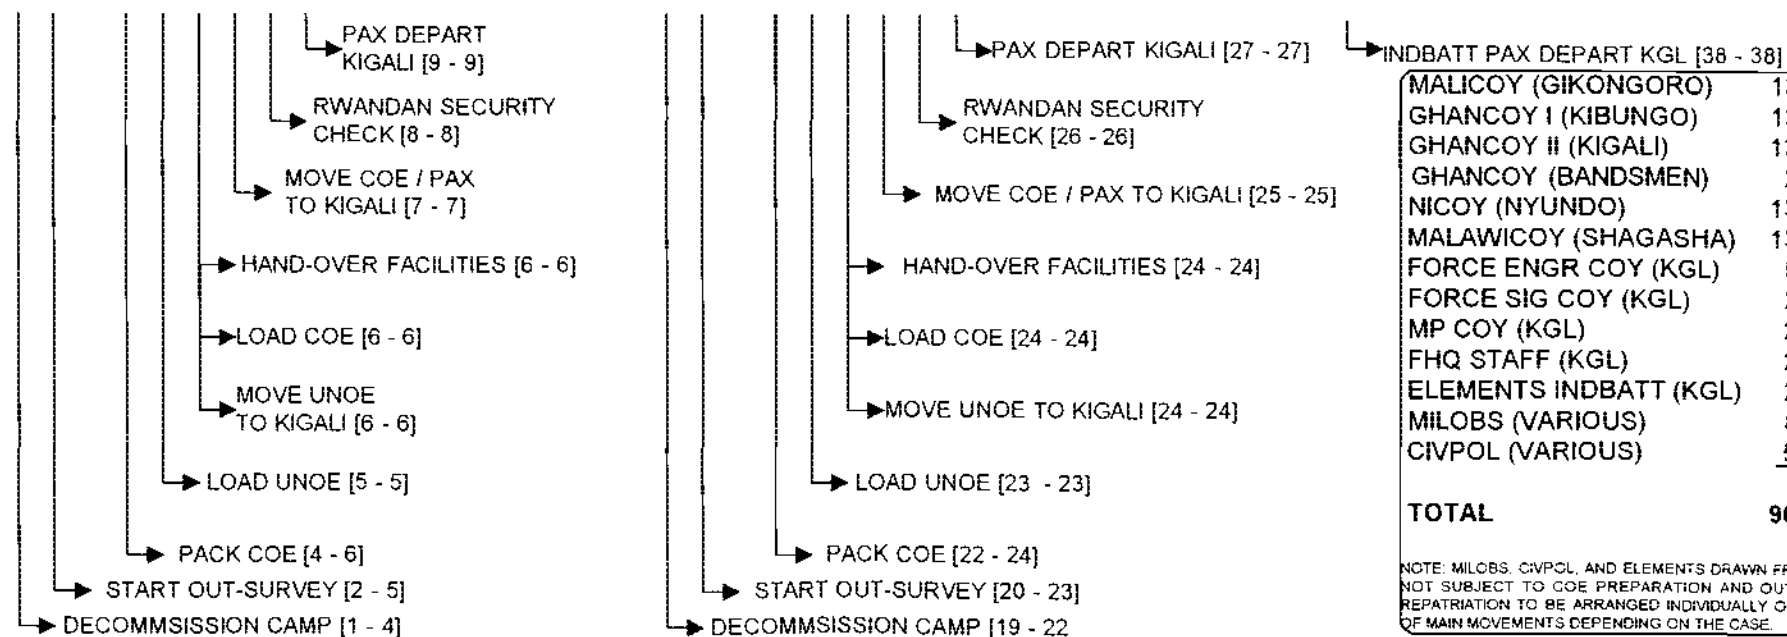 PAX DEPART
KIGALI [9 - 9]
RWANDAN SECURITY
CHECK [8 - 8]
MOVE COE / PAX
TO KIGALI [7 - 7]
HAND-OVER FACILITIES [6 - 6]
LOAD COE [6 - 6]
MOVE UNOE
TO KIGALI [6 - 6]
LOAD UNOE [5 - 5]
PACK COE [4 - 6]
START OUT-SURVEY [2 - 5]
DECOMMSISSION CAMP [1 - 4]
PAX DEPART KIGALI [27 - 27]
RWANDAN SECURITY
CHECK [26 - 26]
MOVE COE / PAX TO KIGALI [25 - 25]
HAND-OVER FACILITIES [24 - 24]
LOAD COE [24 - 24]
MOVE UNOE TO KIGALI [24 - 24]
LOAD UNOE [23 - 23]
PACK COE [22 - 24]
START OUT-SURVEY [20 - 23]
DECOMMSISSION CAMP [19 - 22
INDBATT PAX DEPART KGL [38 - 38]
MALICOY (GIKONGORO)
GHANCOY I (KIBUNGO)
GHANCOY II (KIGALI)
GHANCOY (BANDSMEN)
NICOY (NYUNDO)
MALAWICOY (SHAGASHA)
FORCE ENGR COY (KGL)
FORCE SIG COY (KGL)
MP COY (KGL)
FHQ STAFF (KGL)
ELEMENTS INDBATT (KGL)
MILOBS (VARIOUS)
CIVPOL (VARIOUS)
TOTAL
NOTE: MILOBS, CIVPOL, AND ELEMENTS DRAWN
NOT SUBJECT TO COE PREPARATION AND
REPATRIATION TO BE ARRANGED INDIVIDUALLY
OF MAIN MOVEMENTS DEPENDING ON THE CASE.